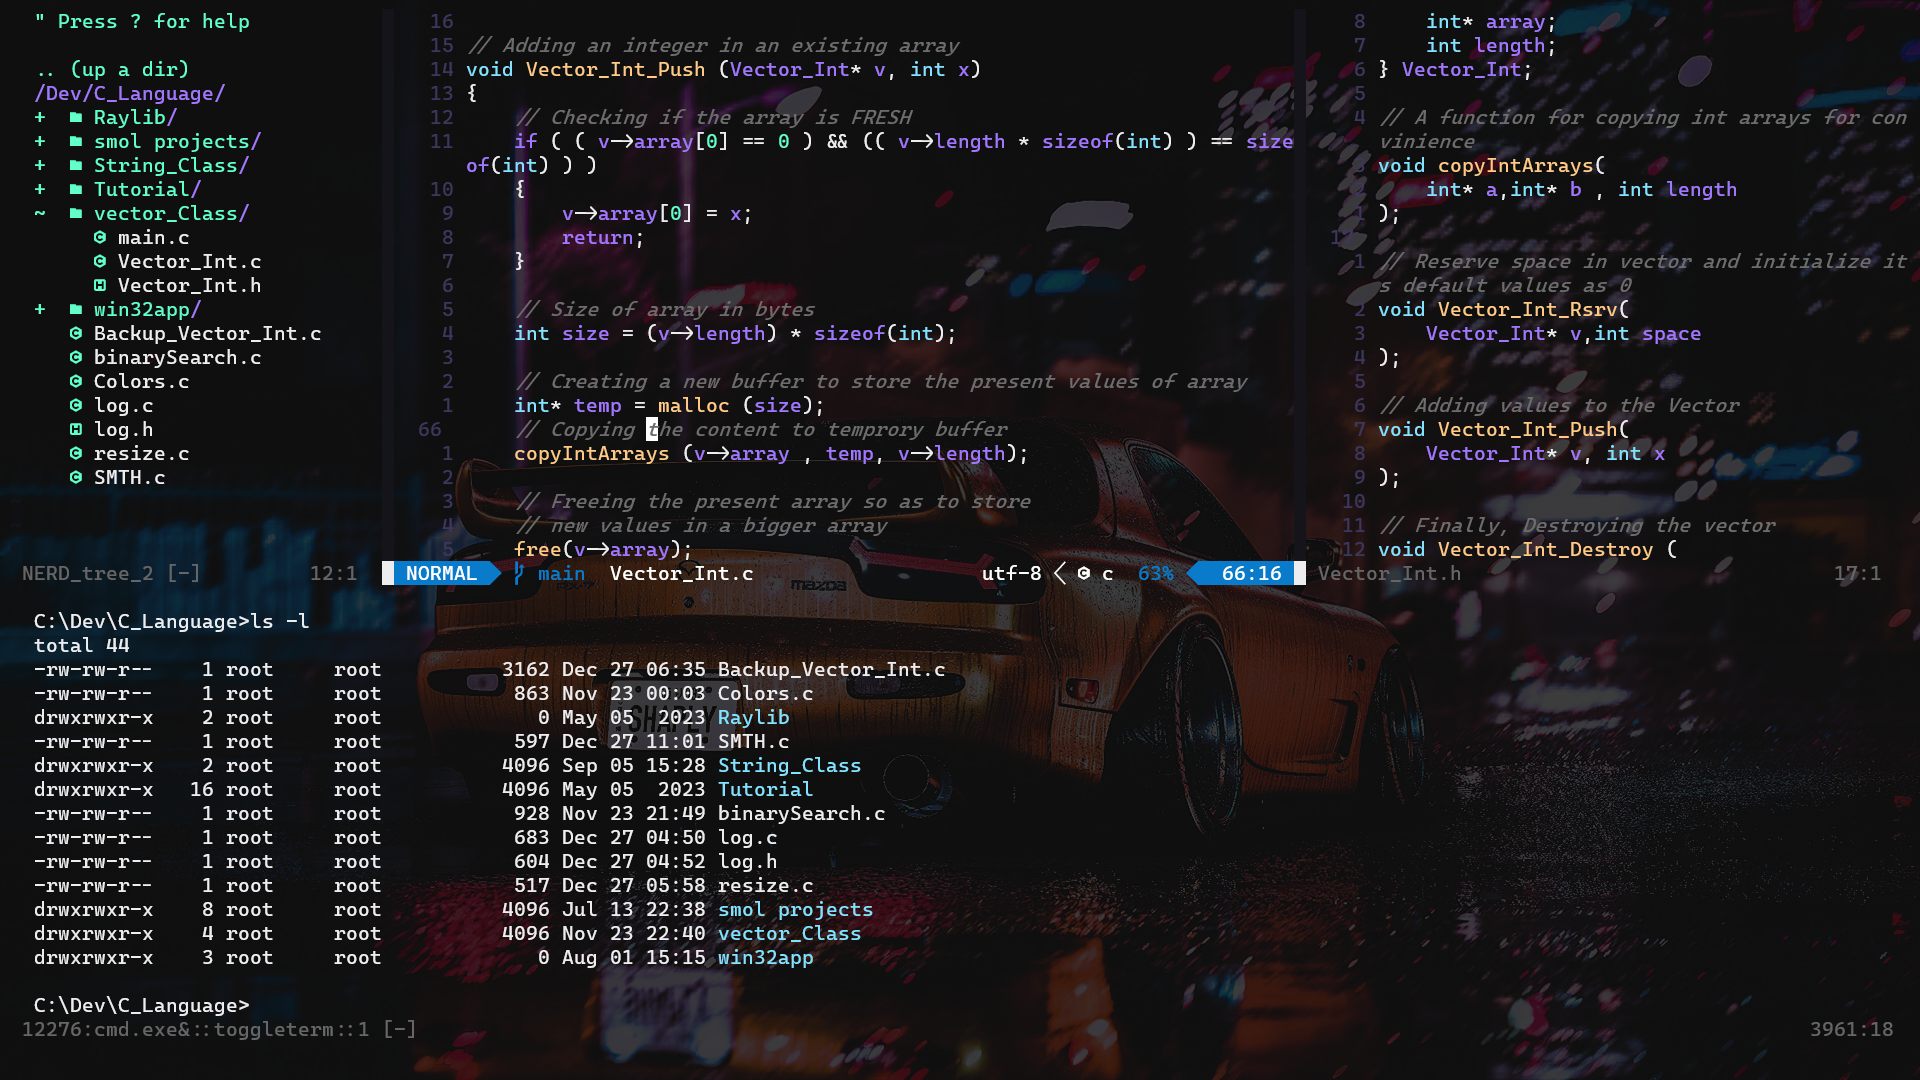 " Press ? for help
.. (up a dir)
/Dev/C_Language/
+ Raylib/
+ smol projects/
+ String_Class/
+ Tutorial/
~ vector_Class/
main.c
Vector_Int.c
Vector_Int.h
+ win32app/
Backup_Vector_Int.c
binarySearch.c
Colors.c
log.c
log.h
resize.c
SMTH.c
NERD_tree_2 [-] 12:1
16
15 // Adding an integer in an existing array
14 void Vector_Int_Push (Vector_Int* v, int x)
13 {
12 // Checking if the array is FRESH
11 if ( ( v->array[0] == 0 ) && (( v->length * sizeof(int) ) == size
of(int) ) )
10 {
9 v->array[0] = x;
8 return;
7 }
6
5 // Size of array in bytes
4 int size = (v->length) * sizeof(int);
3
2 // Creating a new buffer to store the present values of array
1 int* temp = malloc (size);
66 // Copying the content to temprory buffer
1 copyIntArrays (v->array , temp, v->length);
2
3 // Freeing the present array so as to store
4 // new values in a bigger array
5 free(v->array);
NORMAL main Vector_Int.c utf-8 c 63% 66:16
8 int* array;
7 int length;
6 } Vector_Int;
5
4 // A function for copying int arrays for con
vinience
3 void copyIntArrays(
2 int* a,int* b , int length
1 );
1
1 // Reserve space in vector and initialize it
s default values as 0
2 void Vector_Int_Rsrv(
3 Vector_Int* v,int space
4 );
5
6 // Adding values to the Vector
7 void Vector_Int_Push(
8 Vector_Int* v, int x
9 );
10
11 // Finally, Destroying the vector
12 void Vector_Int_Destroy (
Vector_Int.h 17:1
C:\Dev\C_Language>ls -l
total 44
-rw-rw-r-- 1 root root 3162 Dec 27 06:35 Backup_Vector_Int.c
-rw-rw-r-- 1 root root 863 Nov 23 00:03 Colors.c
drwxrwxr-x 2 root root 0 May 05 2023 Raylib
-rw-rw-r-- 1 root root 597 Dec 27 11:01 SMTH.c
drwxrwxr-x 2 root root 4096 Sep 05 15:28 String_Class
drwxrwxr-x 16 root root 4096 May 05 2023 Tutorial
-rw-rw-r-- 1 root root 928 Nov 23 21:49 binarySearch.c
-rw-rw-r-- 1 root root 683 Dec 27 04:50 log.c
-rw-rw-r-- 1 root root 604 Dec 27 04:52 log.h
-rw-rw-r-- 1 root root 517 Dec 27 05:58 resize.c
drwxrwxr-x 8 root root 4096 Jul 13 22:38 smol projects
drwxrwxr-x 4 root root 4096 Nov 23 22:40 vector_Class
drwxrwxr-x 3 root root 0 Aug 01 15:15 win32app
C:\Dev\C_Language>
12276:cmd.exe&::toggleterm::1 [-] 3961:18
mazda
SHAPLY